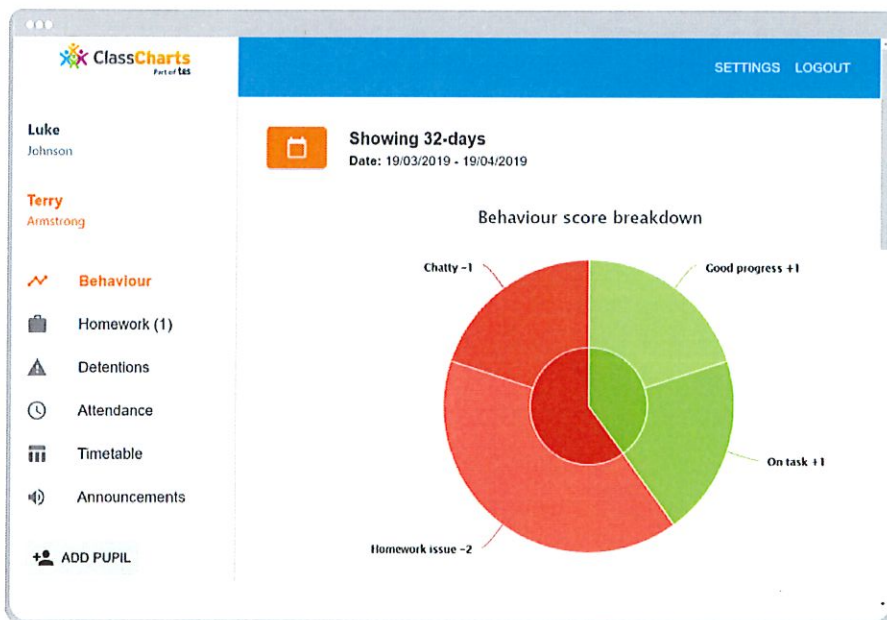 ClassCharts
Part of tes
SETTINGS LOGOUT
Luke
Johnson
Terry
Armstrong
Behaviour
Homework (1)
Detentions
Attendance
Timetable
Announcements
ADD PUPIL
Showing 32-days
Date: 19/03/2019 - 19/04/2019
Behaviour score breakdown
Chatty -1
Good progress +1
On task +1
Homework issue -2